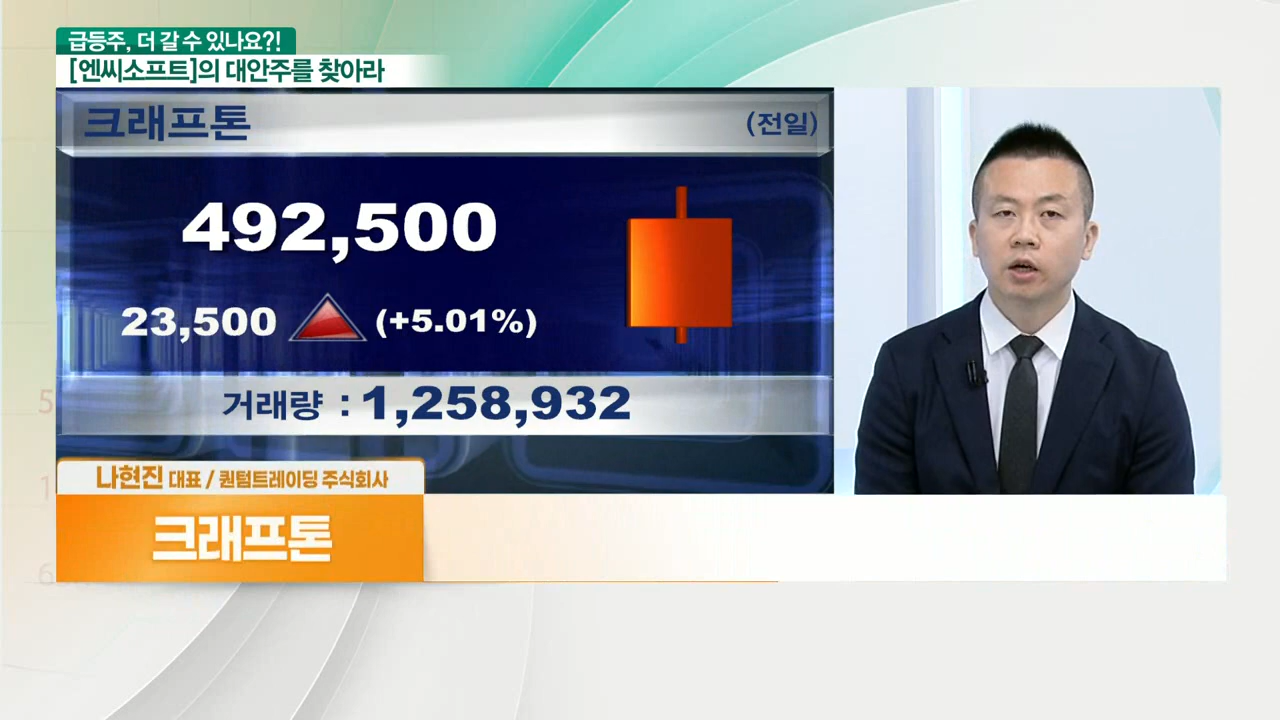 급등주, 더 갈 수 있나요?!
[엔씨소프트]의 대안주를 찾아라
크래프톤 (전일)
492,500
23,500 (+5.01%)
거래량 : 1,258,932
나현진 대표 / 퀀텀트레이딩 주식회사
크래프톤
5
1
6